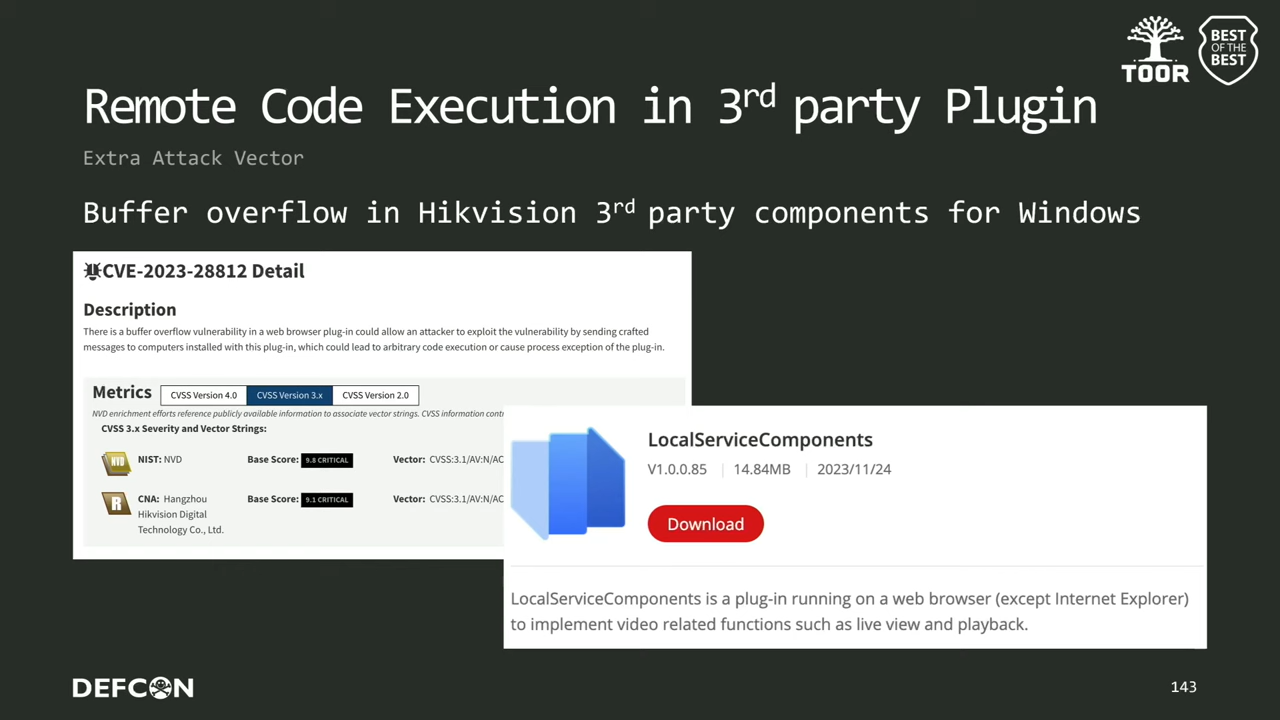 TOOR
BEST
OF THE
BEST
Remote Code Execution in 3rd party Plugin
Extra Attack Vector
Buffer overflow in Hikvision 3rd party components for Windows
CVE-2023-28812 Detail
Description
There is a buffer overflow vulnerability in a web browser plug-in could allow an attacker to exploit the vulnerability by sending crafted
messages to computers installed with this plug-in, which could lead to arbitrary code execution or cause process exception of the plug-in.
Metrics
CVSS Version 4.0 CVSS Version 3.x CVSS Version 2.0
NVD enrichment efforts reference publicly available information to associate vector strings. CVSS information cont
CVSS 3.x Severity and Vector Strings:
NVD
NIST: NVD Base Score: 9.8 CRITICAL Vector: CVSS:3.1/AV:N/AC
R
CNA: Hangzhou Base Score: 9.1 CRITICAL Vector: CVSS:3.1/AV:N/AC
Hikvision Digital
Technology Co., Ltd.
LocalServiceComponents
V1.0.0.85 14.84MB 2023/11/24
Download
LocalServiceComponents is a plug-in running on a web browser (except Internet Explorer)
to implement video related functions such as live view and playback.
DEFCON
143